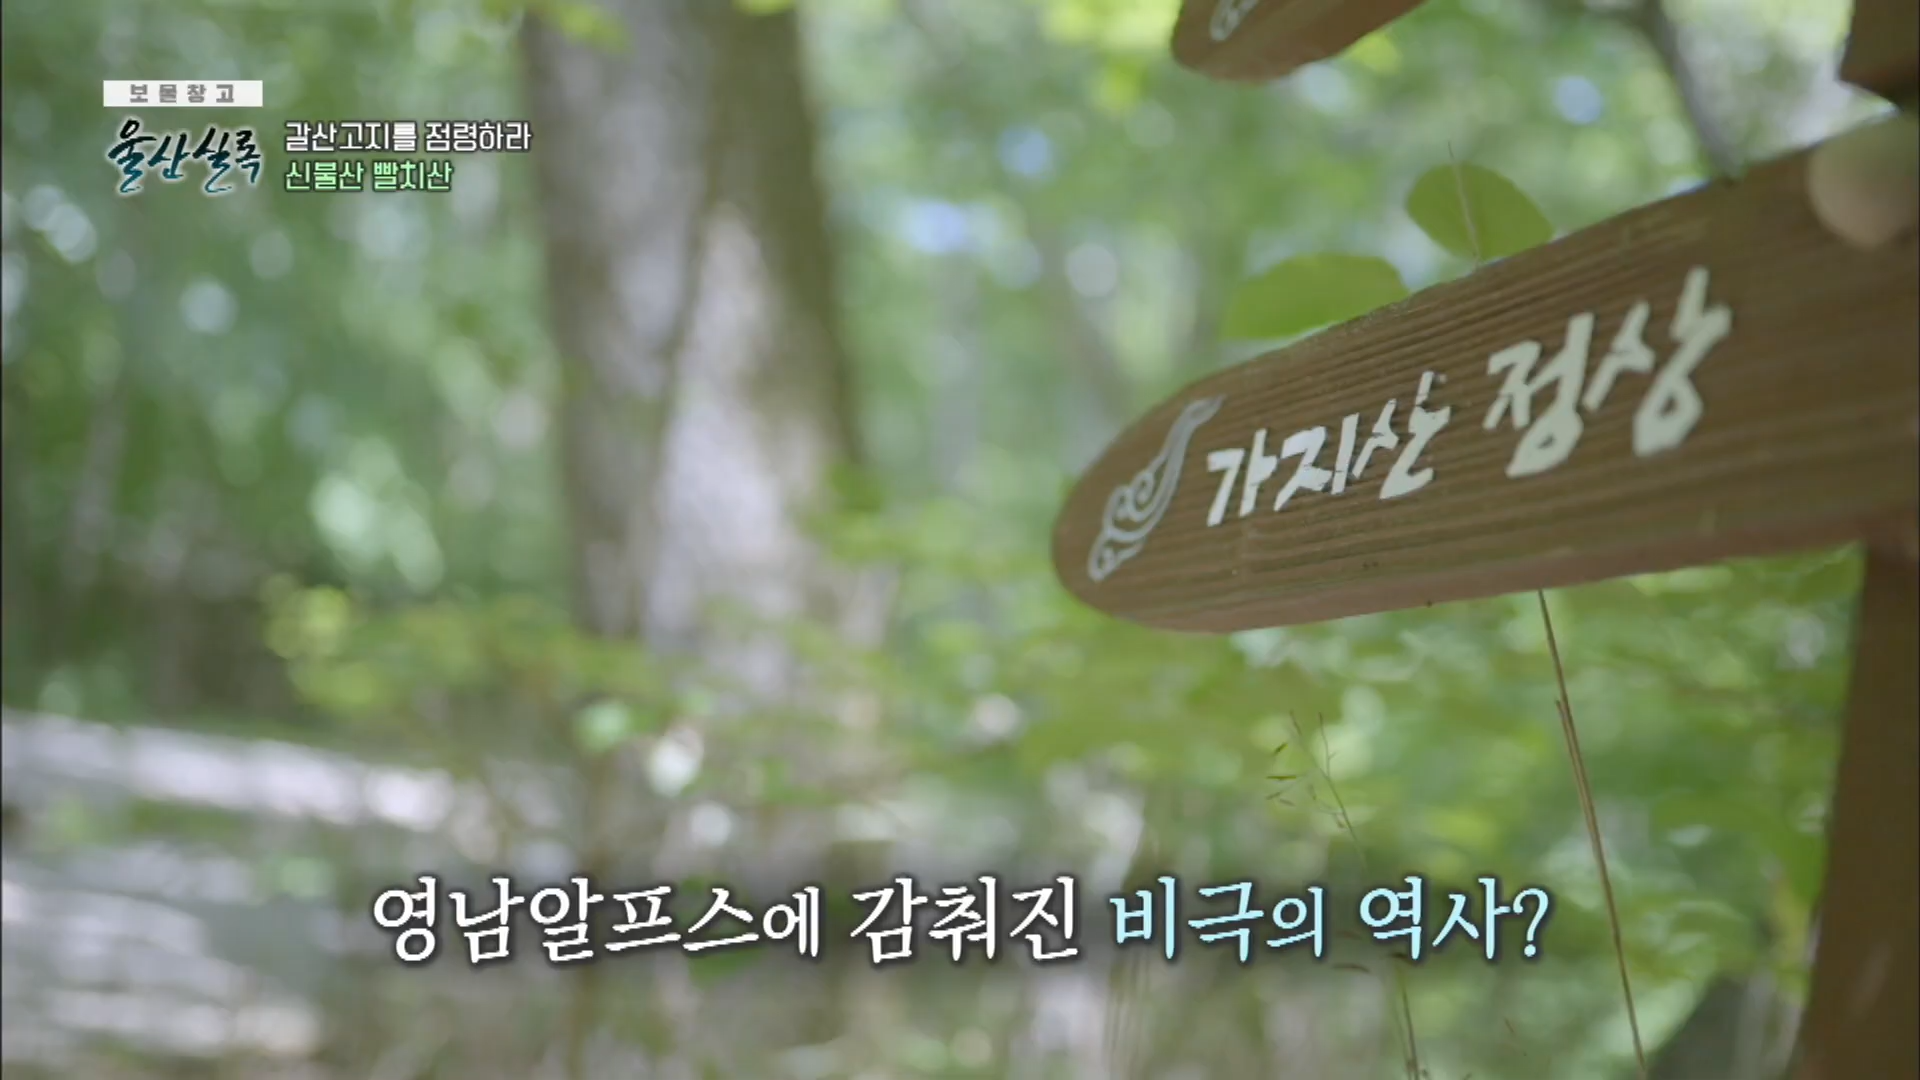 보물창고
울산실록
갈산고지를 점령하라
신불산 빨치산
가지산 정상
영남알프스에 감춰진 비극의 역사?